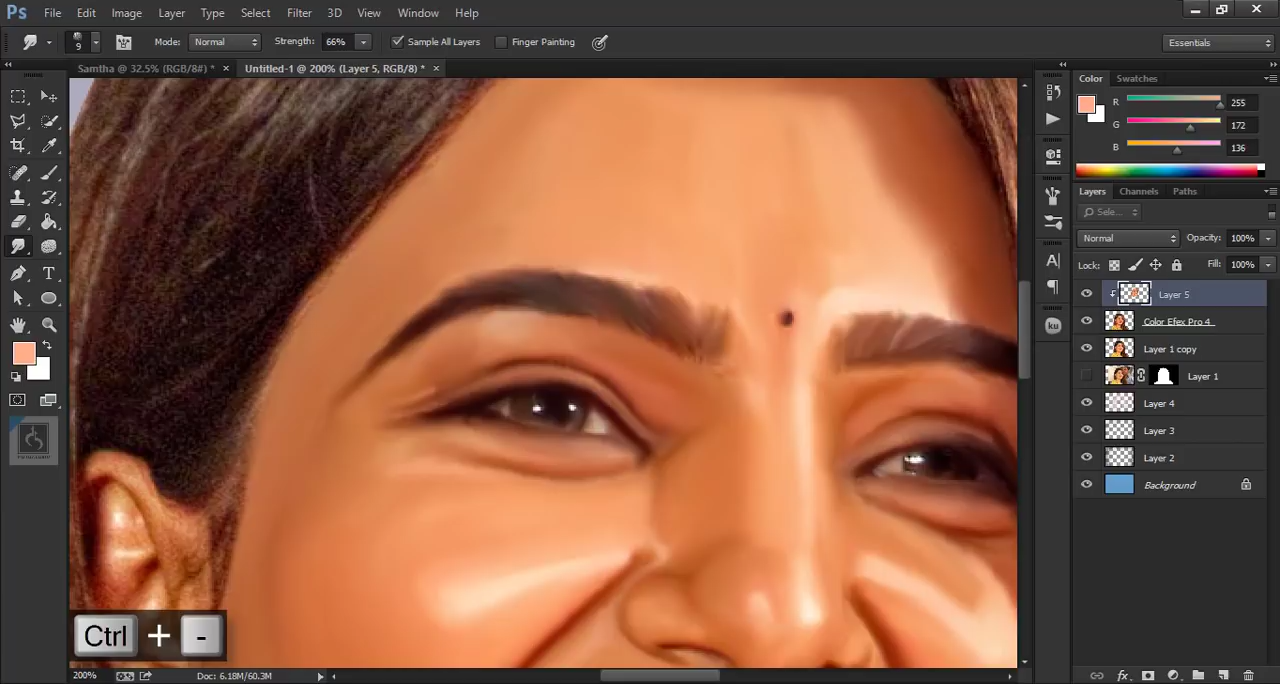 Ps File Edit Image Layer Type Select Filter 3D View Window Help
9 Mode: Normal Strength: 66% Sample All Layers Finger Painting Essentials
Samtha @ 32.5% (RGB/8#) * × Untitled-1 @ 200% (Layer 5, RGB/8) * ×
Color Swatches
R 255
G 172
B 136
Layers Channels Paths
Sele...
Normal Opacity: 100%
Lock: Fill: 100%
Layer 5
Color Efex Pro 4
Layer 1 copy
Layer 1
Layer 4
Layer 3
Layer 2
Background
Ctrl + -
200% Doc: 6.18M/60.3M